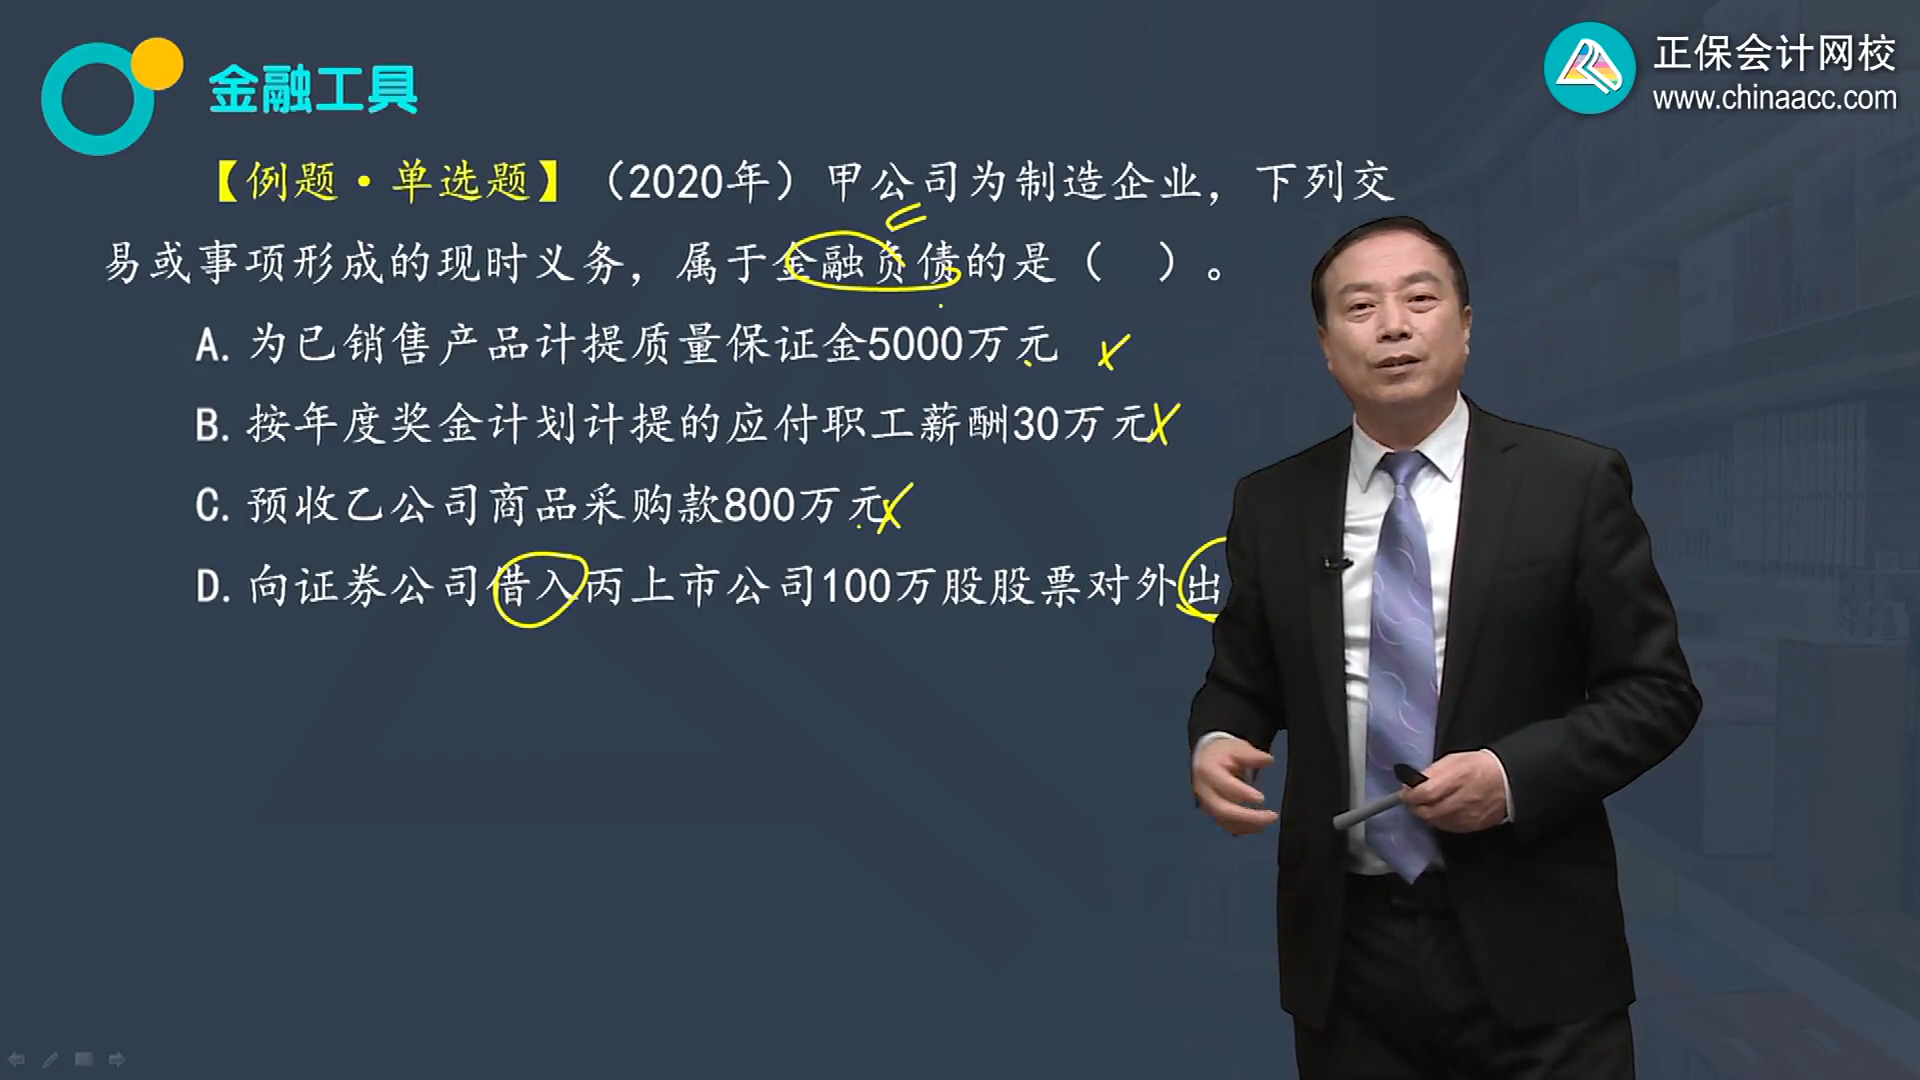 金融工具
正保会计网校
www.chinaacc.com
【例题·单选题】（2020年）甲公司为制造企业，下列交
易或事项形成的现时义务，属于金融负债的是（ ）。
A. 为已销售产品计提质量保证金5000万元
B. 按年度奖金计划计提的应付职工薪酬30万元
C. 预收乙公司商品采购款800万元
D. 向证券公司借入丙上市公司100万股股票对外出